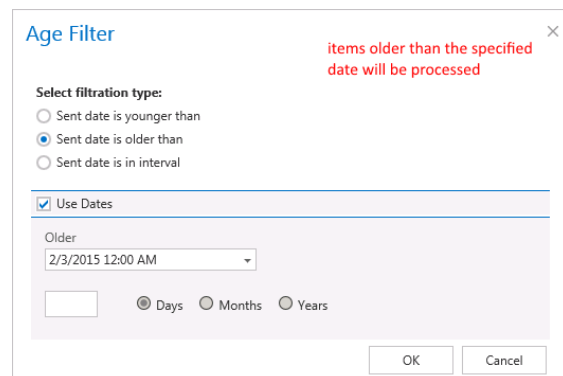 Age Filter
items older than the specified
date will be processed
Select filtration type:
Sent date is younger than
Sent date is older than
Sent date is in interval
Use Dates
Older
2/3/2015 12:00 AM
Days Months Years
OK Cancel